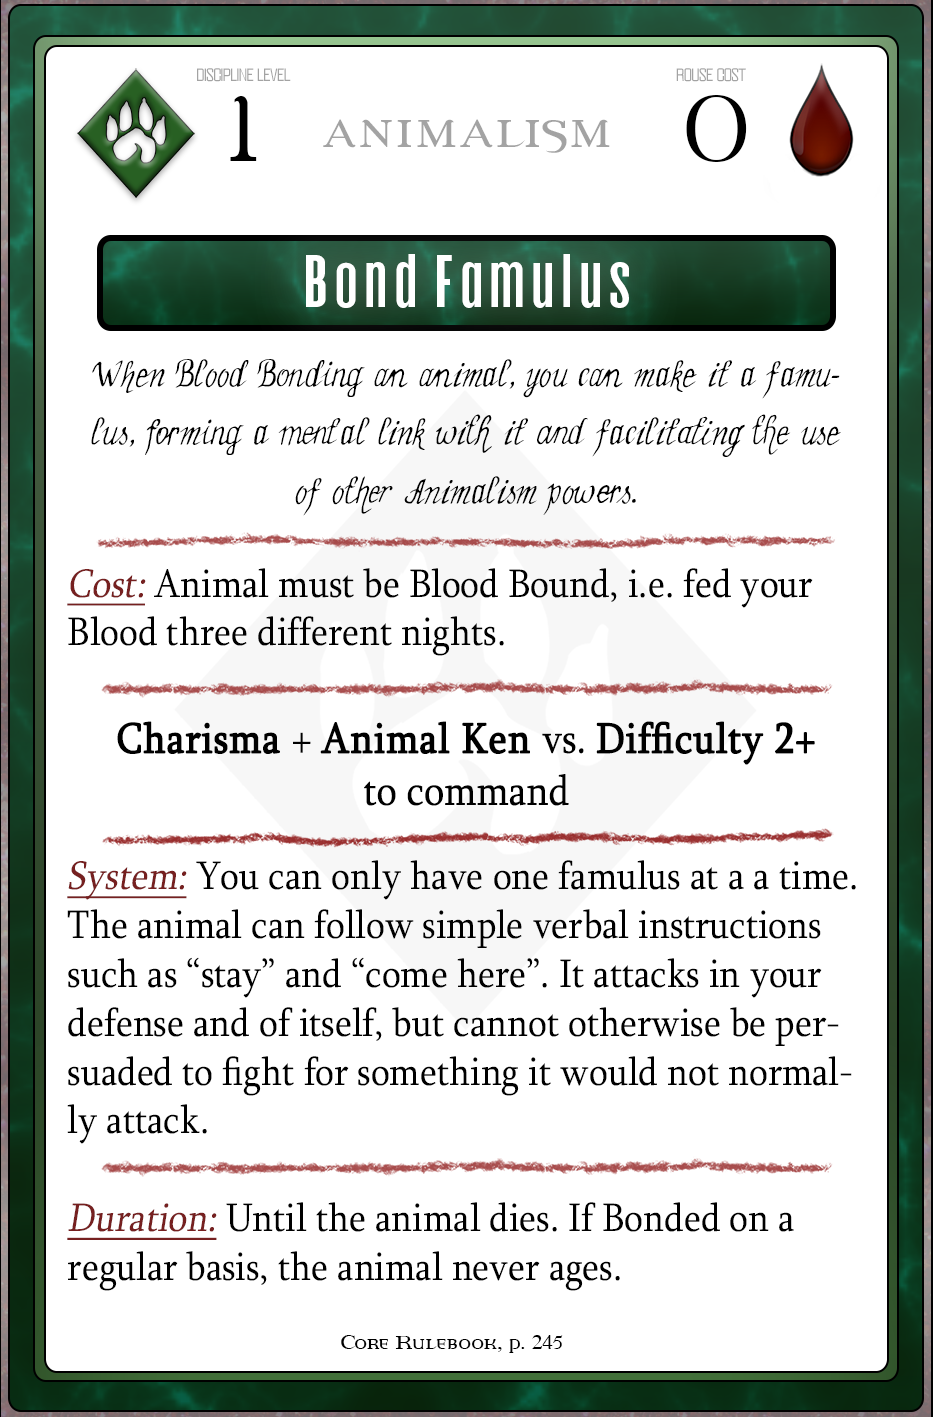 DISCIPLINE LEVEL
ROUSE COST
1 ANIMALISM 0
Bond Famulus
When Blood Bonding an animal, you can make it a famu-
lus, forming a mental link with it and facilitating the use
of other Animalism powers.
Cost: Animal must be Blood Bound, i.e. fed your
Blood three different nights.
Charisma + Animal Ken vs. Difficulty 2+
to command
System: You can only have one famulus at a a time.
The animal can follow simple verbal instructions
such as “stay” and “come here”. It attacks in your
defense and of itself, but cannot otherwise be per-
suaded to fight for something it would not normal-
ly attack.
Duration: Until the animal dies. If Bonded on a
regular basis, the animal never ages.
Core Rulebook, p. 245